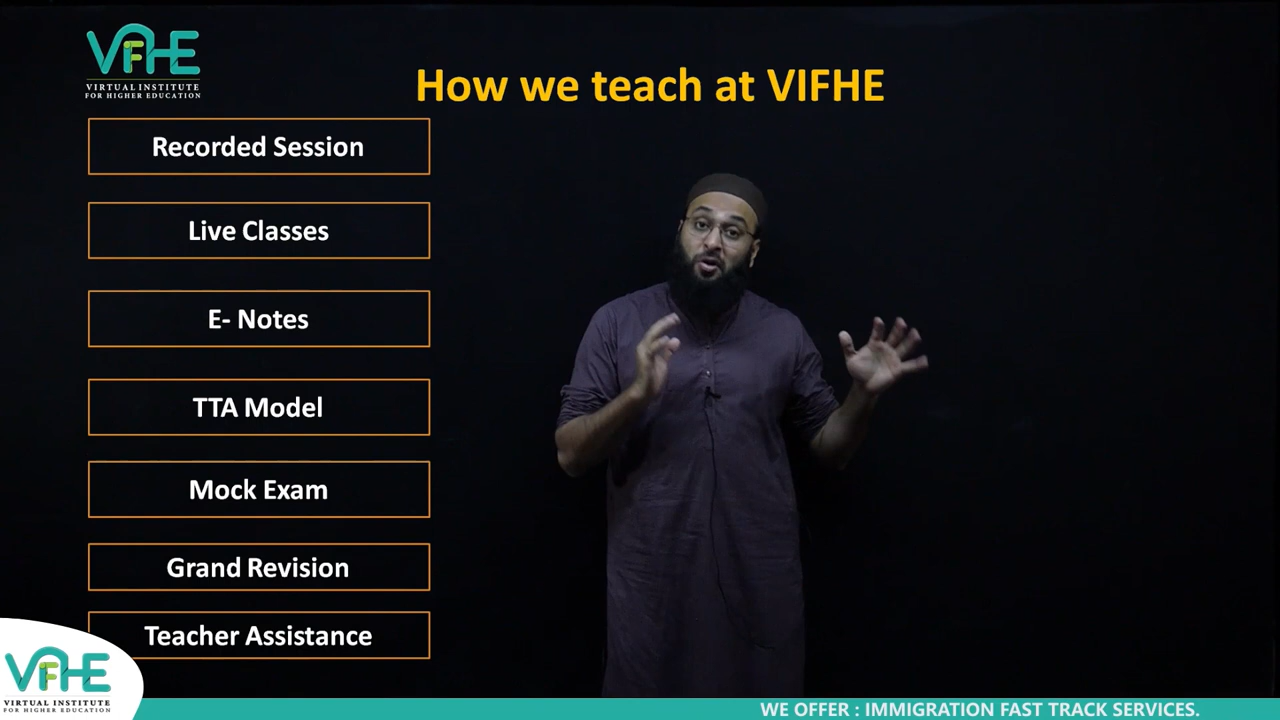 VIFHE
VIRTUAL INSTITUTE
FOR HIGHER EDUCATION
How we teach at VIFHE
Recorded Session
Live Classes
E- Notes
TTA Model
Mock Exam
Grand Revision
Teacher Assistance
VIFHE
VIRTUAL INSTITUTE
FOR HIGHER EDUCATION
WE OFFER : IMMIGRATION FAST TRACK SERVICES.